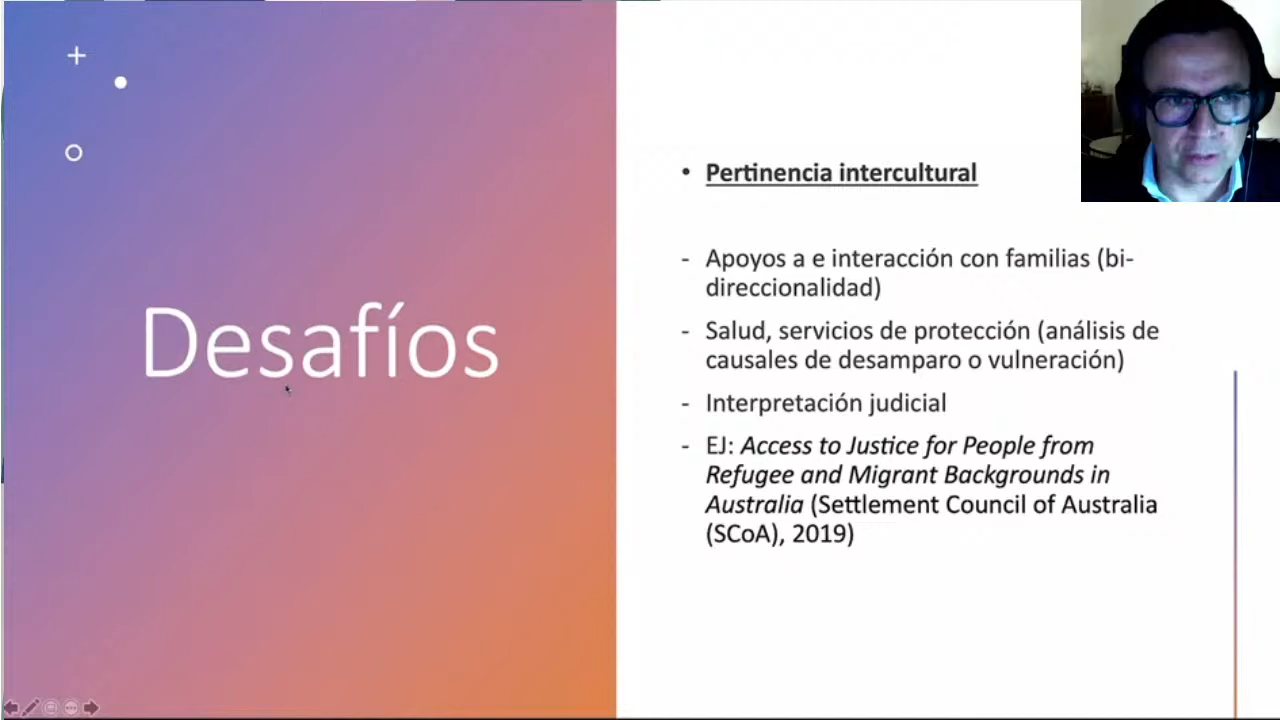 Desafíos
• Pertinencia intercultural
- Apoyos a e interacción con familias (bi-
direccionalidad)
- Salud, servicios de protección (análisis de
causales de desamparo o vulneración)
- Interpretación judicial
- EJ: Access to Justice for People from
Refugee and Migrant Backgrounds in
Australia (Settlement Council of Australia
(SCoA), 2019)